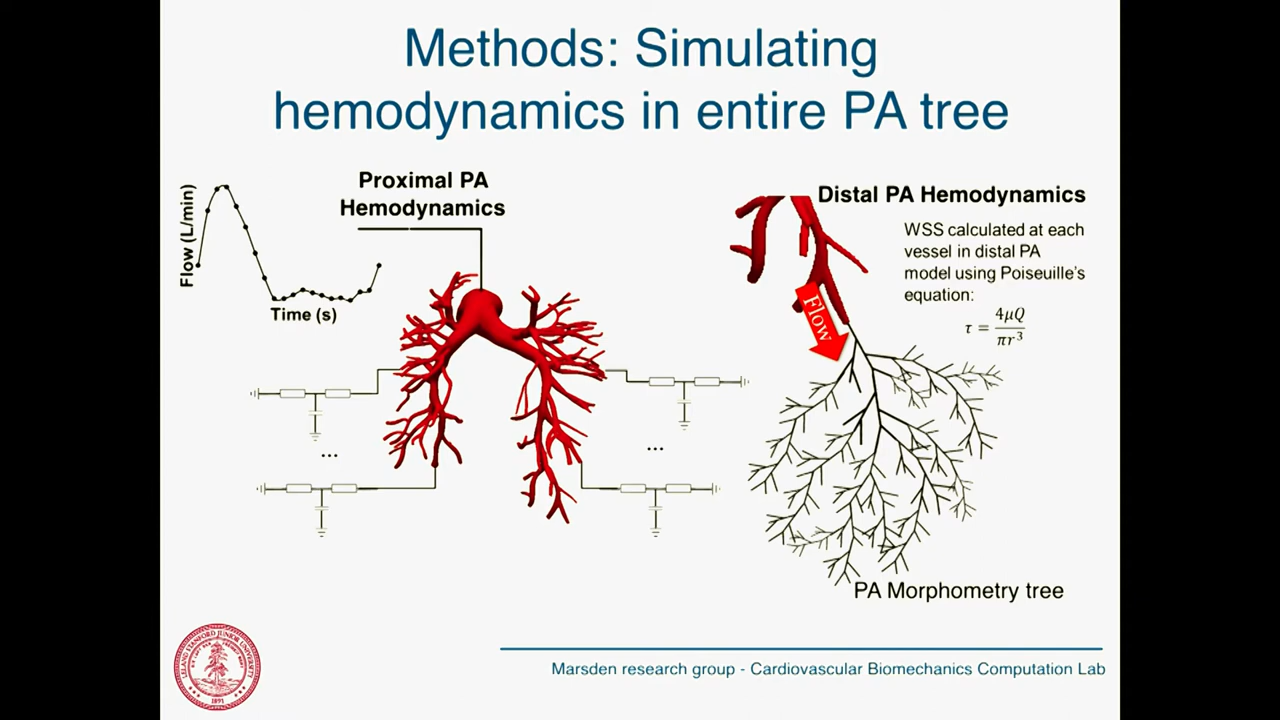 Methods: Simulating
hemodynamics in entire PA tree
Flow (L/min)
Time (s)
Proximal PA
Hemodynamics
...
...
Distal PA Hemodynamics
WSS calculated at each
vessel in distal PA
model using Poiseuille's
equation:
τ = 4μQ / πr³
Flow
PA Morphometry tree
1891
Marsden research group - Cardiovascular Biomechanics Computation Lab